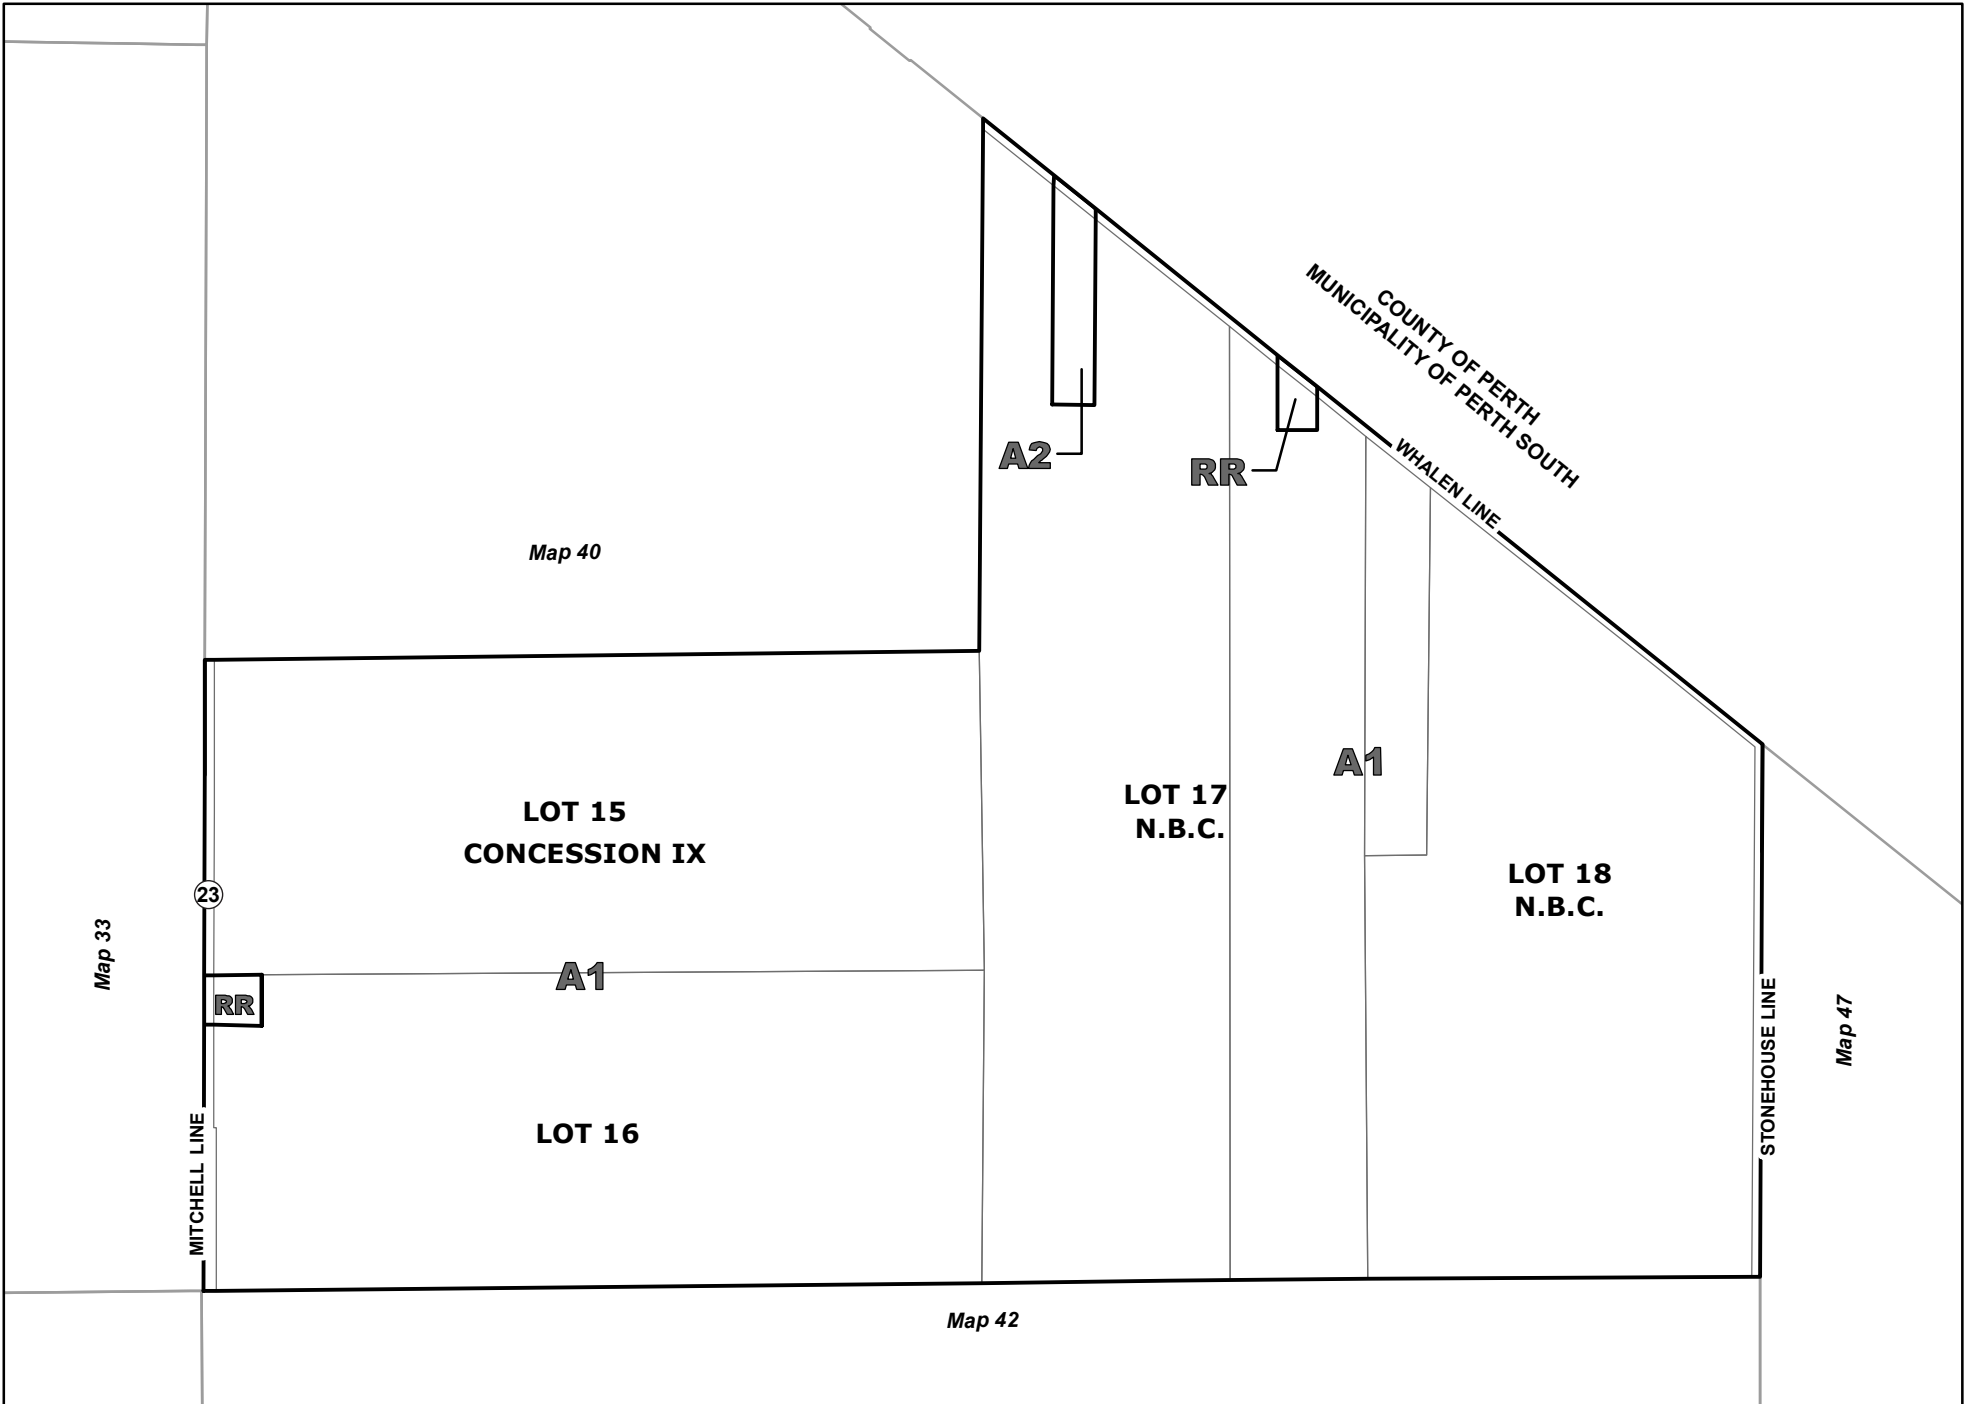 COUNTY OF PERTH
MUNICIPALITY OF PERTH SOUTH
WHALEN LINE
A2
RR
Map 40
A1
LOT 17
N.B.C.
LOT 15
CONCESSION IX
LOT 18
N.B.C.
23
Map 33
A1
RR
STONEHOUSE LINE
Map 47
LOT 16
MITCHELL LINE
Map 42